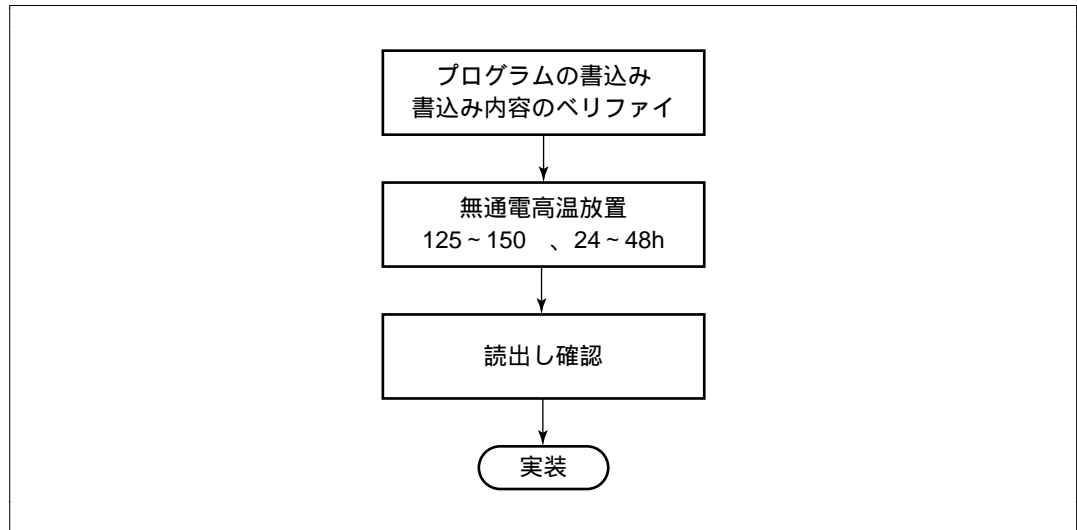 プログラムの書込み
書込み内容のベリファイ
無通電高温放置
125~150　、24~48h
読出し確認
実装